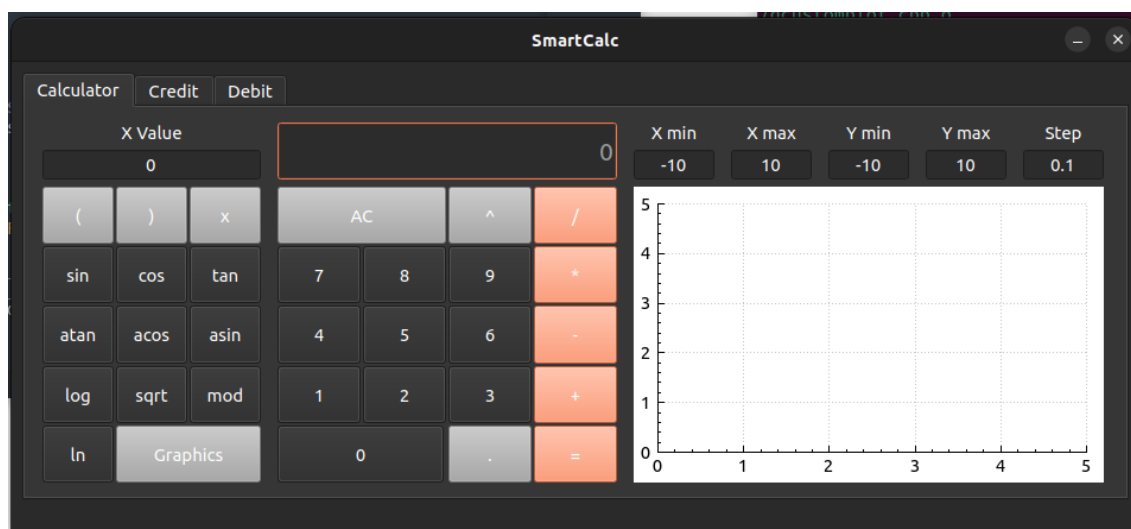 SmartCalc
Calculator Credit Debit
X Value
0
0
X min X max Y min Y max Step
-10 10 -10 10 0.1
( ) x AC ^ /
sin cos tan 7 8 9 *
atan acos asin 4 5 6 -
log sqrt mod 1 2 3 +
ln Graphics 0 . =
5
4
3
2
1
0
0 1 2 3 4 5